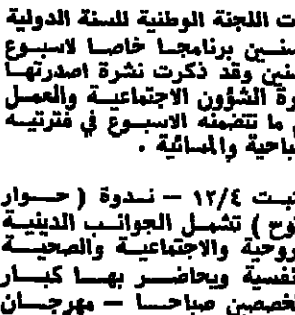 ت اللجنة الوطنية للسنة الدولية
سنين برنامجا خاصا لاسبوع
سنين وقد ذكرت نشرة اصدرتها
رة الشؤون الاجتماعية والعمل
ما تتضمنه الاسبوع في فترتيه
باحية والمسائية .
بت ١٢/٤ – ندوة ( حوار
وح ) تشمل الجوانب الدينية
روحية والاجتماعية والصحية
نفسية ويحاضر بها كبار
خصصين صباحا – مهرجان